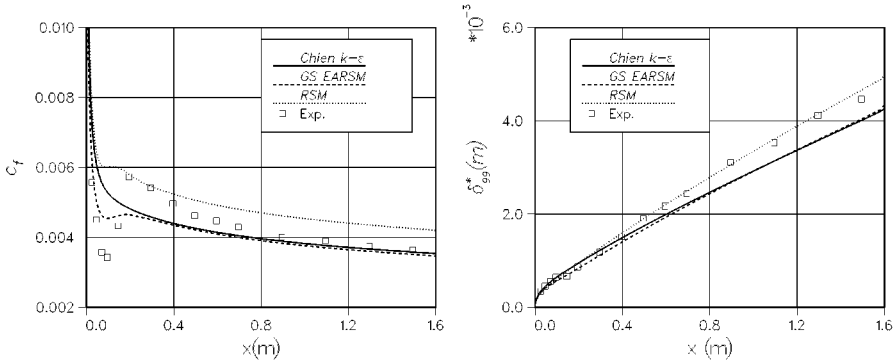 0.010
0.008
0.006
0.004
0.002
c_f
0.0 0.4 0.8 1.2 1.6
x(m)
Chien k-ε
GS EARSM
RSM
Exp.
*10^-3
6.0
4.0
2.0
0.0
δ*_99(m)
0.0 0.4 0.8 1.2 1.6
x (m)
Chien k-ε
GS EARSM
RSM
Exp.